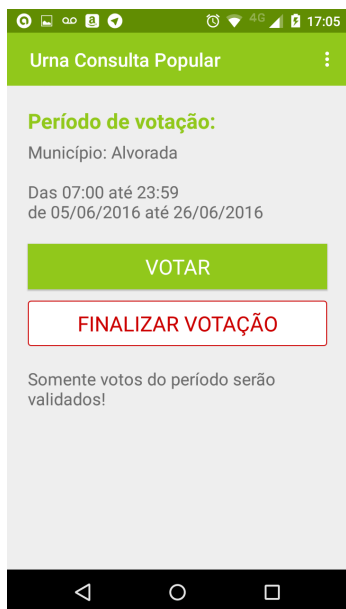 4G 17:05
Urna Consulta Popular
Período de votação:
Município: Alvorada
Das 07:00 até 23:59
de 05/06/2016 até 26/06/2016
VOTAR
FINALIZAR VOTAÇÃO
Somente votos do período serão
validados!